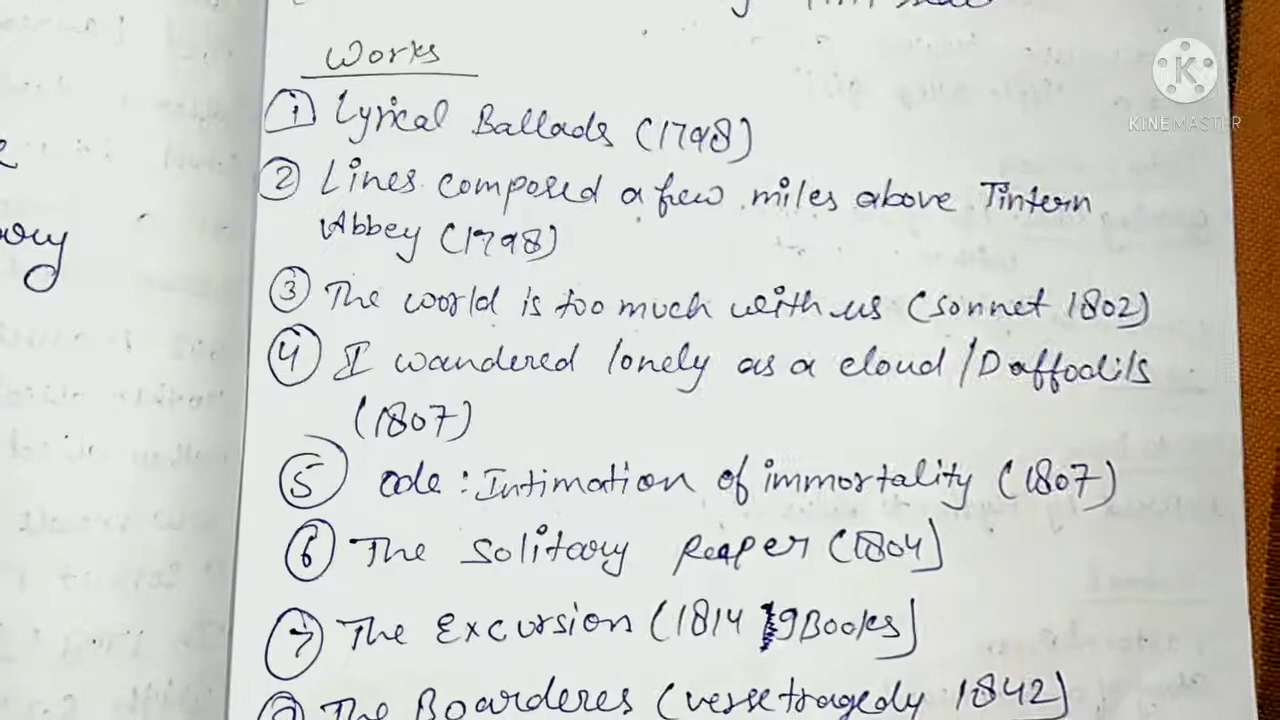 Works
① Lyrical Ballads (1798)
② Lines composed a few miles above Tintern
Abbey (1798)
③ The world is too much with us (sonnet 1802)
④ I wandered lonely as a cloud / Daffodils
(1807)
⑤ ode : Intimation of immortality (1807)
⑥ The Solitary Reaper (1804)
⑦ The Excursion (1814 9Books)
The Boarderes (verse tragedy 1842)
K
KINEMASTER